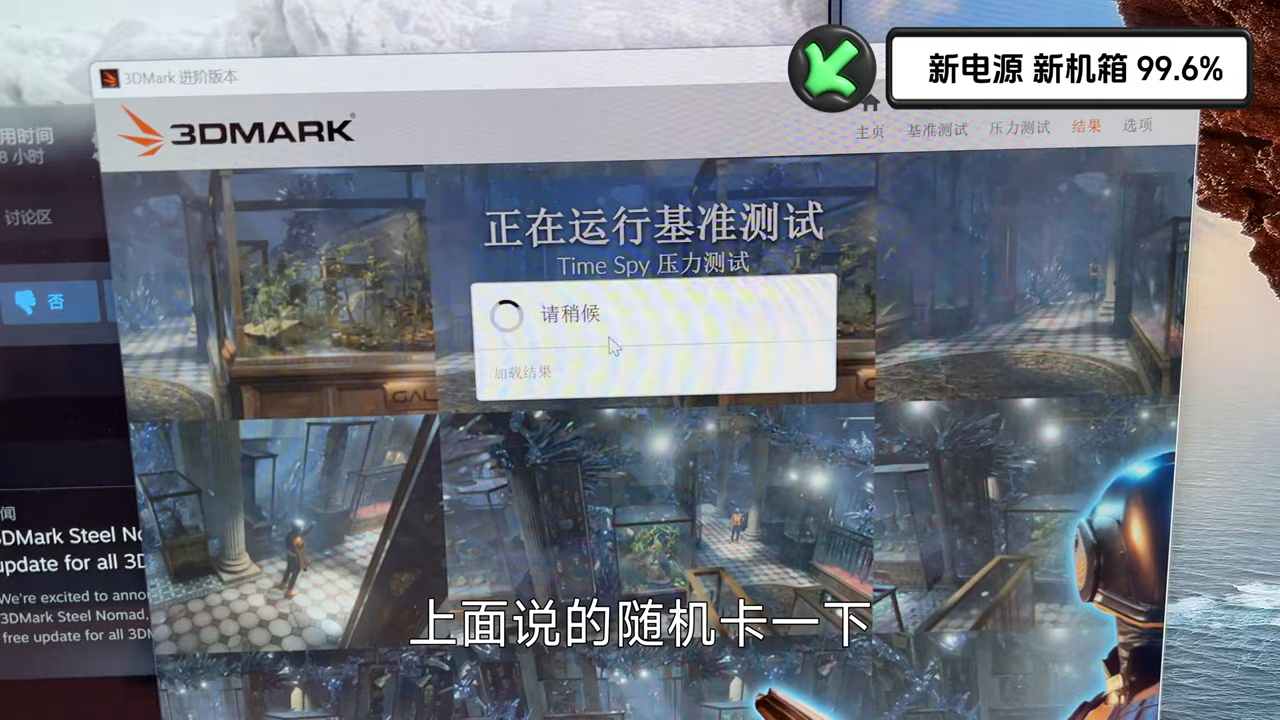 新电源 新机箱 99.6%
3DMark 进阶版本
3DMARK®
主页 基准测试 压力测试 结果 选项
用时间
8 小时
讨论区
否
正在运行基准测试
Time Spy 压力测试
请稍候
加载结果
GAL
闻
3DMark Steel No
update for all 3D
We're excited to anno
3DMark Steel Nomad,
free update for all 3DM
上面说的随机卡一下